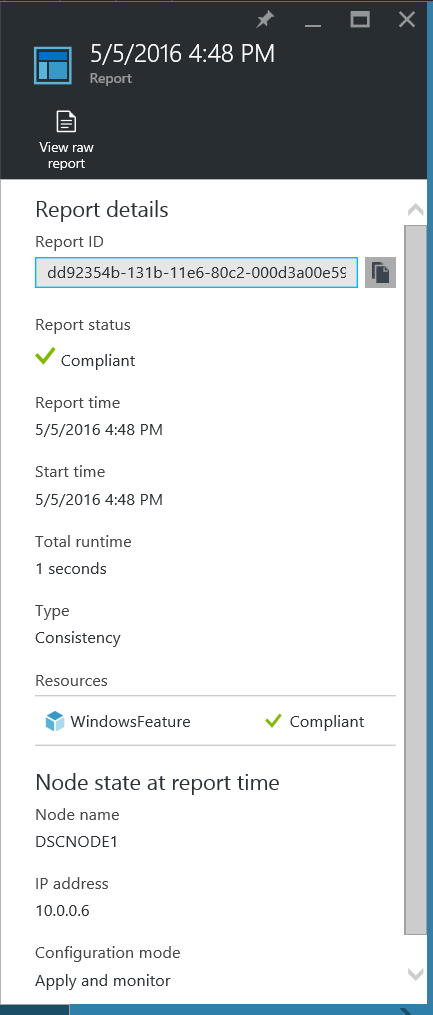 5/5/2016 4:48 PM
Report
View raw
report
Report details
Report ID
dd92354b-131b-11e6-80c2-000d3a00e59
Report status
Compliant
Report time
5/5/2016 4:48 PM
Start time
5/5/2016 4:48 PM
Total runtime
1 seconds
Type
Consistency
Resources
WindowsFeature Compliant
Node state at report time
Node name
DSCNODE1
IP address
10.0.0.6
Configuration mode
Apply and monitor